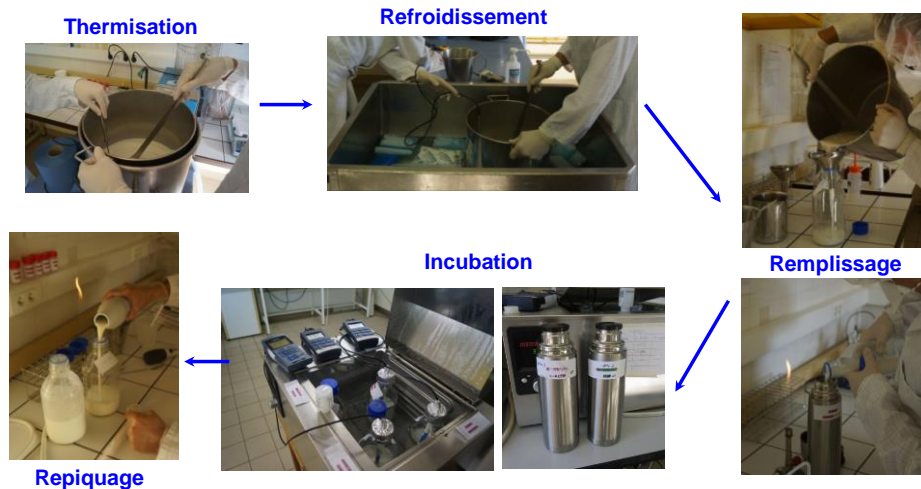 Thermisation
Refroidissement
Remplissage
Incubation
Repiquage